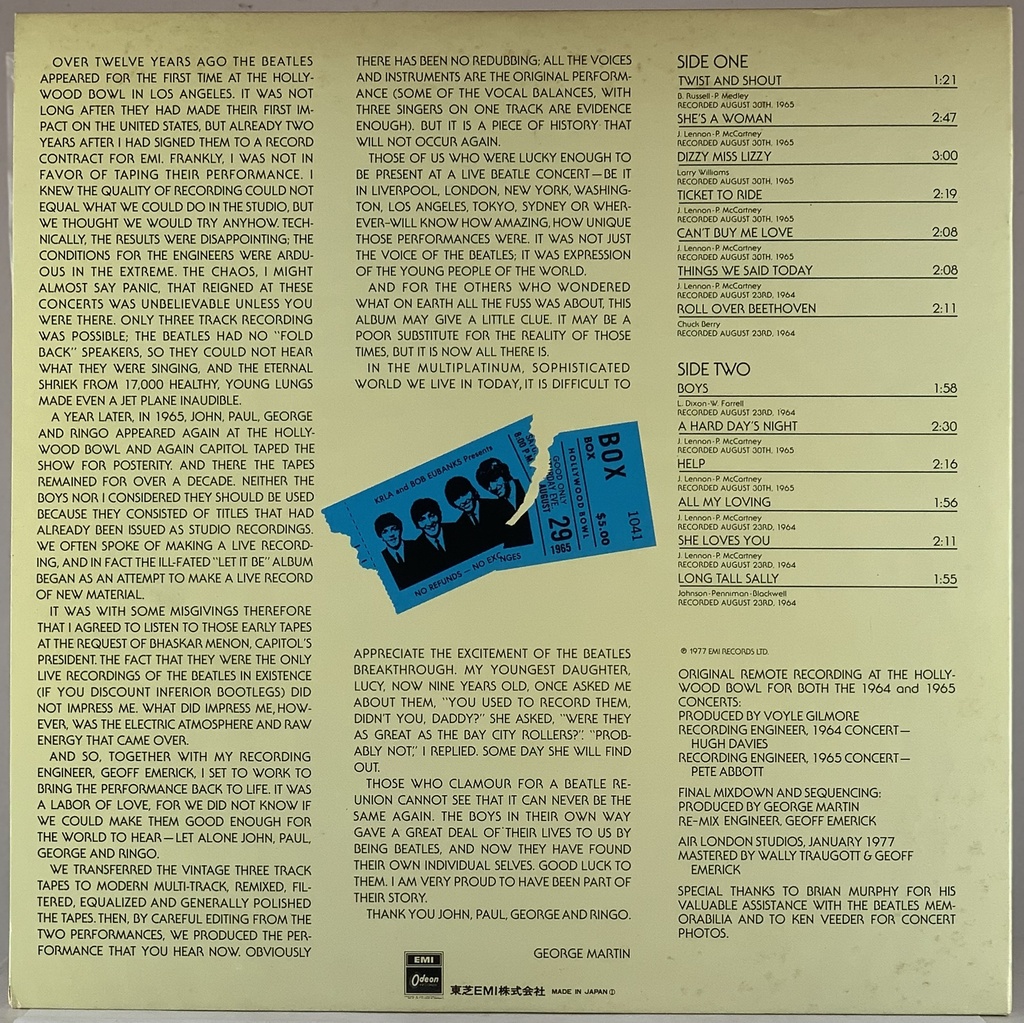 OVER TWELVE YEARS AGO THE BEATLES
APPEARED FOR THE FIRST TIME AT THE HOLLY-
WOOD BOWL IN LOS ANGELES. IT WAS NOT
LONG AFTER THEY HAD MADE THEIR FIRST IM-
PACT ON THE UNITED STATES, BUT ALREADY TWO
YEARS AFTER I HAD SIGNED THEM TO A RECORD
CONTRACT FOR EMI. FRANKLY, I WAS NOT IN
FAVOR OF TAPING THEIR PERFORMANCE. I
KNEW THE QUALITY OF RECORDING COULD NOT
EQUAL WHAT WE COULD DO IN THE STUDIO, BUT
WE THOUGHT WE WOULD TRY ANYHOW. TECH-
NICALLY, THE RESULTS WERE DISAPPOINTING; THE
CONDITIONS FOR THE ENGINEERS WERE ARDU-
OUS IN THE EXTREME. THE CHAOS, I MIGHT
ALMOST SAY PANIC, THAT REIGNED AT THESE
CONCERTS WAS UNBELIEVABLE UNLESS YOU
WERE THERE. ONLY THREE TRACK RECORDING
WAS POSSIBLE; THE BEATLES HAD NO "FOLD
BACK" SPEAKERS, SO THEY COULD NOT HEAR
WHAT THEY WERE SINGING, AND THE ETERNAL
SHRIEK FROM 17,000 HEALTHY, YOUNG LUNGS
MADE EVEN A JET PLANE INAUDIBLE.
A YEAR LATER, IN 1965, JOHN, PAUL, GEORGE
AND RINGO APPEARED AGAIN AT THE HOLLY-
WOOD BOWL AND AGAIN CAPITOL TAPED THE
SHOW FOR POSTERITY. AND THERE THE TAPES
REMAINED FOR OVER A DECADE. NEITHER THE
BOYS NOR I CONSIDERED THEY SHOULD BE USED
BECAUSE THEY CONSISTED OF TITLES THAT HAD
ALREADY BEEN ISSUED AS STUDIO RECORDINGS.
WE OFTEN SPOKE OF MAKING A LIVE RECORD-
ING, AND IN FACT THE ILL-FATED "LET IT BE" ALBUM
BEGAN AS AN ATTEMPT TO MAKE A LIVE RECORD
OF NEW MATERIAL.
IT WAS WITH SOME MISGIVINGS THEREFORE
THAT I AGREED TO LISTEN TO THOSE EARLY TAPES
AT THE REQUEST OF BHASKAR MENON, CAPITOL'S
PRESIDENT. THE FACT THAT THEY WERE THE ONLY
LIVE RECORDINGS OF THE BEATLES IN EXISTENCE
(IF YOU DISCOUNT INFERIOR BOOTLEGS) DID
NOT IMPRESS ME. WHAT DID IMPRESS ME, HOW-
EVER, WAS THE ELECTRIC ATMOSPHERE AND RAW
ENERGY THAT CAME OVER.
AND SO, TOGETHER WITH MY RECORDING
ENGINEER, GEOFF EMERICK, I SET TO WORK TO
BRING THE PERFORMANCE BACK TO LIFE. IT WAS
A LABOR OF LOVE, FOR WE DID NOT KNOW IF
WE COULD MAKE THEM GOOD ENOUGH FOR
THE WORLD TO HEAR—LET ALONE JOHN, PAUL,
GEORGE AND RINGO.
WE TRANSFERRED THE VINTAGE THREE TRACK
TAPES TO MODERN MULTI-TRACK, REMIXED, FIL-
TERED, EQUALIZED AND GENERALLY POLISHED
THE TAPES. THEN, BY CAREFUL EDITING FROM THE
TWO PERFORMANCES, WE PRODUCED THE PER-
FORMANCE THAT YOU HEAR NOW. OBVIOUSLY
THERE HAS BEEN NO REDUBBING; ALL THE VOICES
AND INSTRUMENTS ARE THE ORIGINAL PERFORM-
ANCE (SOME OF THE VOCAL BALANCES, WITH
THREE SINGERS ON ONE TRACK ARE EVIDENCE
ENOUGH). BUT IT IS A PIECE OF HISTORY THAT
WILL NOT OCCUR AGAIN.
THOSE OF US WHO WERE LUCKY ENOUGH TO
BE PRESENT AT A LIVE BEATLE CONCERT—BE IT
IN LIVERPOOL, LONDON, NEW YORK, WASHING-
TON, LOS ANGELES, TOKYO, SYDNEY OR WHER-
EVER—WILL KNOW HOW AMAZING, HOW UNIQUE
THOSE PERFORMANCES WERE. IT WAS NOT JUST
THE VOICE OF THE BEATLES; IT WAS EXPRESSION
OF THE YOUNG PEOPLE OF THE WORLD.
AND FOR THE OTHERS WHO WONDERED
WHAT ON EARTH ALL THE FUSS WAS ABOUT, THIS
ALBUM MAY GIVE A LITTLE CLUE. IT MAY BE A
POOR SUBSTITUTE FOR THE REALITY OF THOSE
TIMES, BUT IT IS NOW ALL THERE IS.
IN THE MULTIPLATINUM, SOPHISTICATED
WORLD WE LIVE IN TODAY, IT IS DIFFICULT TO
KRLA and BOB EUBANKS Presents
NO REFUNDS — NO EXC NGES
8:00 P.M.
AUGUST
29
1965
GOOD ONLY
HOLLYWOOD BOWL
BOX
BOX
$5.00
1041
APPRECIATE THE EXCITEMENT OF THE BEATLES
BREAKTHROUGH. MY YOUNGEST DAUGHTER,
LUCY, NOW NINE YEARS OLD, ONCE ASKED ME
ABOUT THEM, "YOU USED TO RECORD THEM,
DIDN'T YOU, DADDY?" SHE ASKED, "WERE THEY
AS GREAT AS THE BAY CITY ROLLERS?". "PROB-
ABLY NOT," I REPLIED. SOME DAY SHE WILL FIND
OUT.
THOSE WHO CLAMOUR FOR A BEATLE RE-
UNION CANNOT SEE THAT IT CAN NEVER BE THE
SAME AGAIN. THE BOYS IN THEIR OWN WAY
GAVE A GREAT DEAL OF THEIR LIVES TO US BY
BEING BEATLES, AND NOW THEY HAVE FOUND
THEIR OWN INDIVIDUAL SELVES. GOOD LUCK TO
THEM. I AM VERY PROUD TO HAVE BEEN PART OF
THEIR STORY.
THANK YOU JOHN, PAUL, GEORGE AND RINGO.
GEORGE MARTIN
EMI
Odeon
東芝EMI株式会社 MADE IN JAPAN
SIDE ONE
TWIST AND SHOUT 1:21
B. Russell-P. Medley
RECORDED AUGUST 30TH, 1965
SHE'S A WOMAN 2:47
J. Lennon-P. McCartney
RECORDED AUGUST 30TH, 1965
DIZZY MISS LIZZY 3:00
Larry Williams
RECORDED AUGUST 30TH, 1965
TICKET TO RIDE 2:19
J. Lennon-P. McCartney
RECORDED AUGUST 30TH, 1965
CAN'T BUY ME LOVE 2:08
J. Lennon-P. McCartney
RECORDED AUGUST 30TH, 1965
THINGS WE SAID TODAY 2:08
J. Lennon-P. McCartney
RECORDED AUGUST 23RD, 1964
ROLL OVER BEETHOVEN 2:11
Chuck Berry
RECORDED AUGUST 23RD, 1964
SIDE TWO
BOYS 1:58
L. Dixon-W. Farrell
RECORDED AUGUST 23RD, 1964
A HARD DAY'S NIGHT 2:30
J. Lennon-P. McCartney
RECORDED AUGUST 30TH, 1965
HELP 2:16
J. Lennon-P. McCartney
RECORDED AUGUST 30TH, 1965
ALL MY LOVING 1:56
J. Lennon-P. McCartney
RECORDED AUGUST 23RD, 1964
SHE LOVES YOU 2:11
J. Lennon-P. McCartney
RECORDED AUGUST 23RD, 1964
LONG TALL SALLY 1:55
Johnson-Penniman-Blackwell
RECORDED AUGUST 23RD, 1964
℗ 1977 EMI RECORDS LTD.
ORIGINAL REMOTE RECORDING AT THE HOLLY-
WOOD BOWL FOR BOTH THE 1964 and 1965
CONCERTS:
PRODUCED BY VOYLE GILMORE
RECORDING ENGINEER, 1964 CONCERT—
HUGH DAVIES
RECORDING ENGINEER, 1965 CONCERT—
PETE ABBOTT
FINAL MIXDOWN AND SEQUENCING:
PRODUCED BY GEORGE MARTIN
RE-MIX ENGINEER, GEOFF EMERICK
AIR LONDON STUDIOS, JANUARY 1977
MASTERED BY WALLY TRAUGOTT & GEOFF
EMERICK
SPECIAL THANKS TO BRIAN MURPHY FOR HIS
VALUABLE ASSISTANCE WITH THE BEATLES MEM-
ORABILIA AND TO KEN VEEDER FOR CONCERT
PHOTOS.